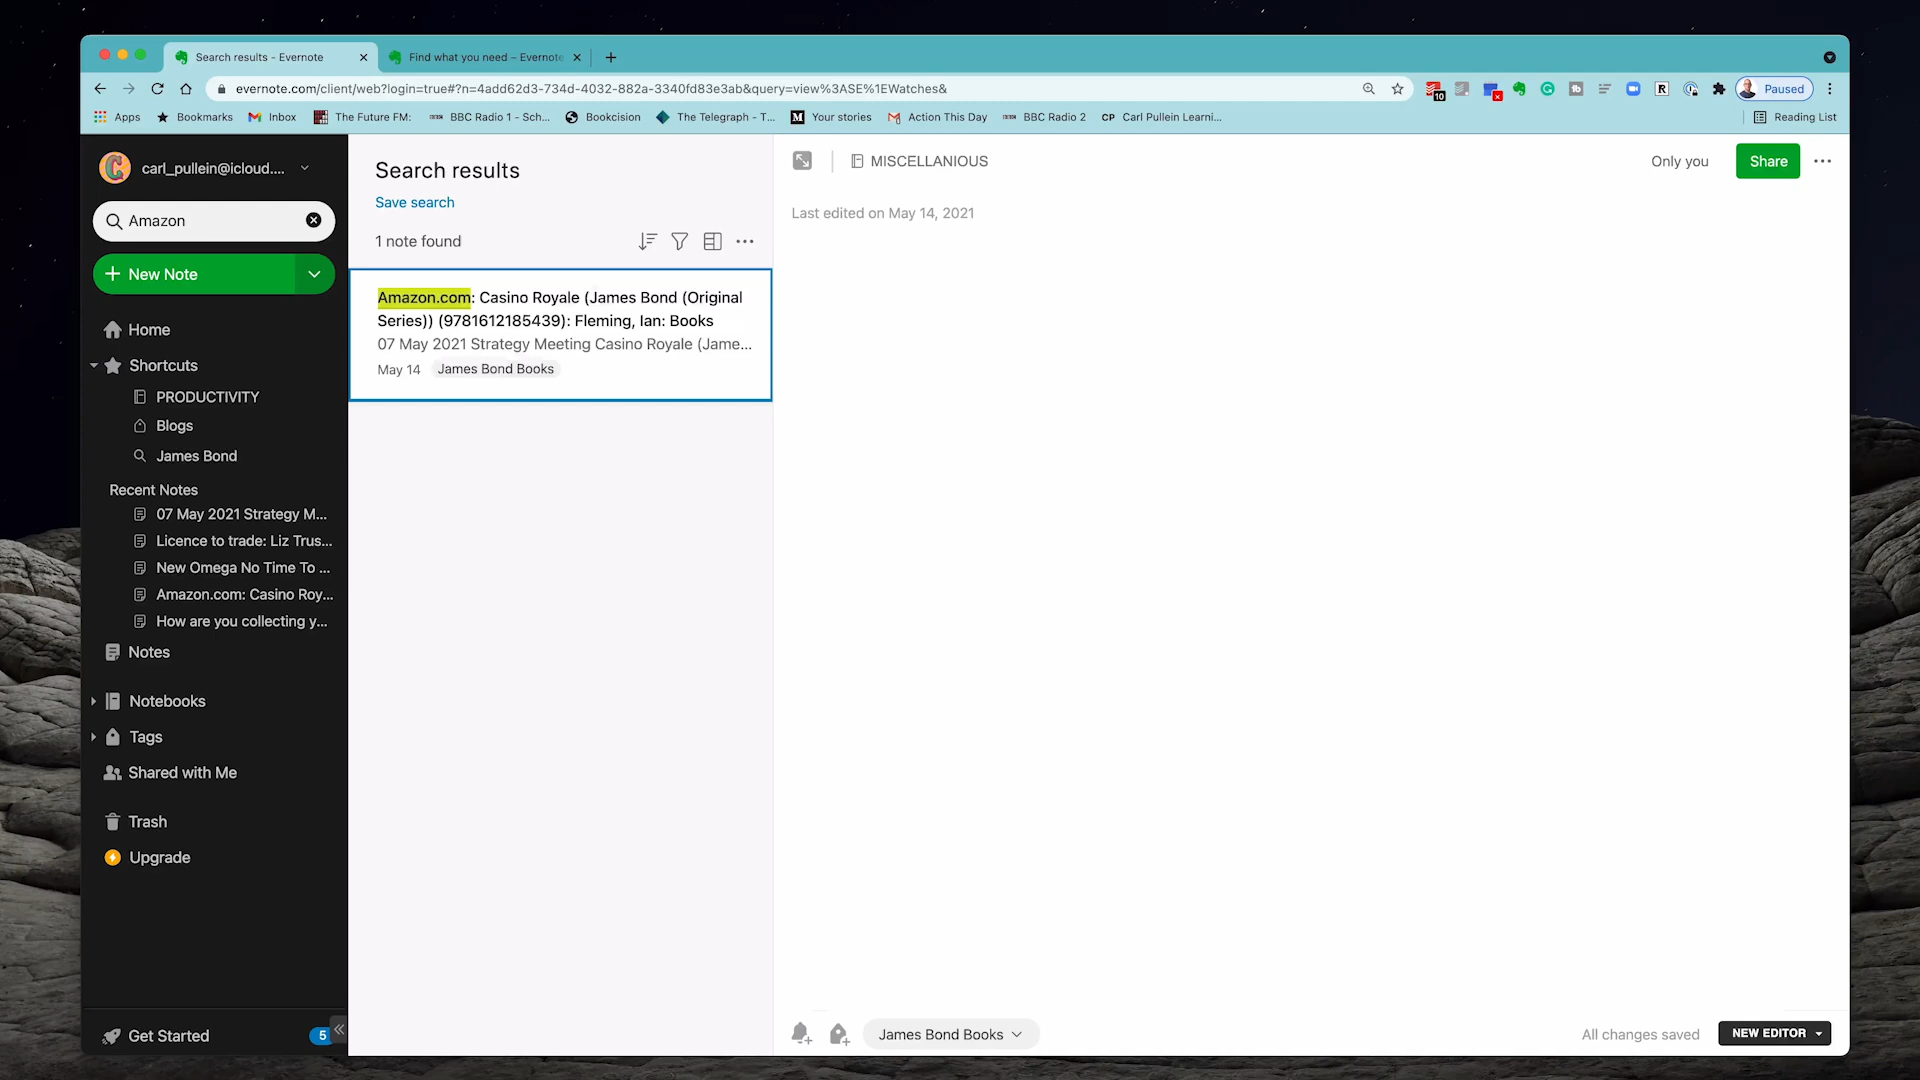 Search results - Evernote
Find what you need – Evernote
evernote.com/client/web?login=true#?n=4add62d3-734d-4032-882a-3340fd83e3ab&query=view%3ASE%1EWatches&
10
R
Paused
Apps
Bookmarks
Inbox
The Future FM:
BBC Radio 1 - Sch...
Bookcision
The Telegraph - T...
M
Your stories
Action This Day
BBC Radio 2
CP
Carl Pullein Learni...
Reading List
carl_pullein@icloud....
Amazon
New Note
Home
Shortcuts
PRODUCTIVITY
Blogs
James Bond
Recent Notes
07 May 2021 Strategy M...
Licence to trade: Liz Trus...
New Omega No Time To ...
Amazon.com: Casino Roy...
How are you collecting y...
Notes
Notebooks
Tags
Shared with Me
Trash
Upgrade
Get Started
5
Search results
Save search
1 note found
Amazon.com: Casino Royale (James Bond (Original
Series)) (9781612185439): Fleming, Ian: Books
07 May 2021 Strategy Meeting Casino Royale (Jame...
May 14
James Bond Books
MISCELLANIOUS
Only you
Share
Last edited on May 14, 2021
James Bond Books
All changes saved
NEW EDITOR